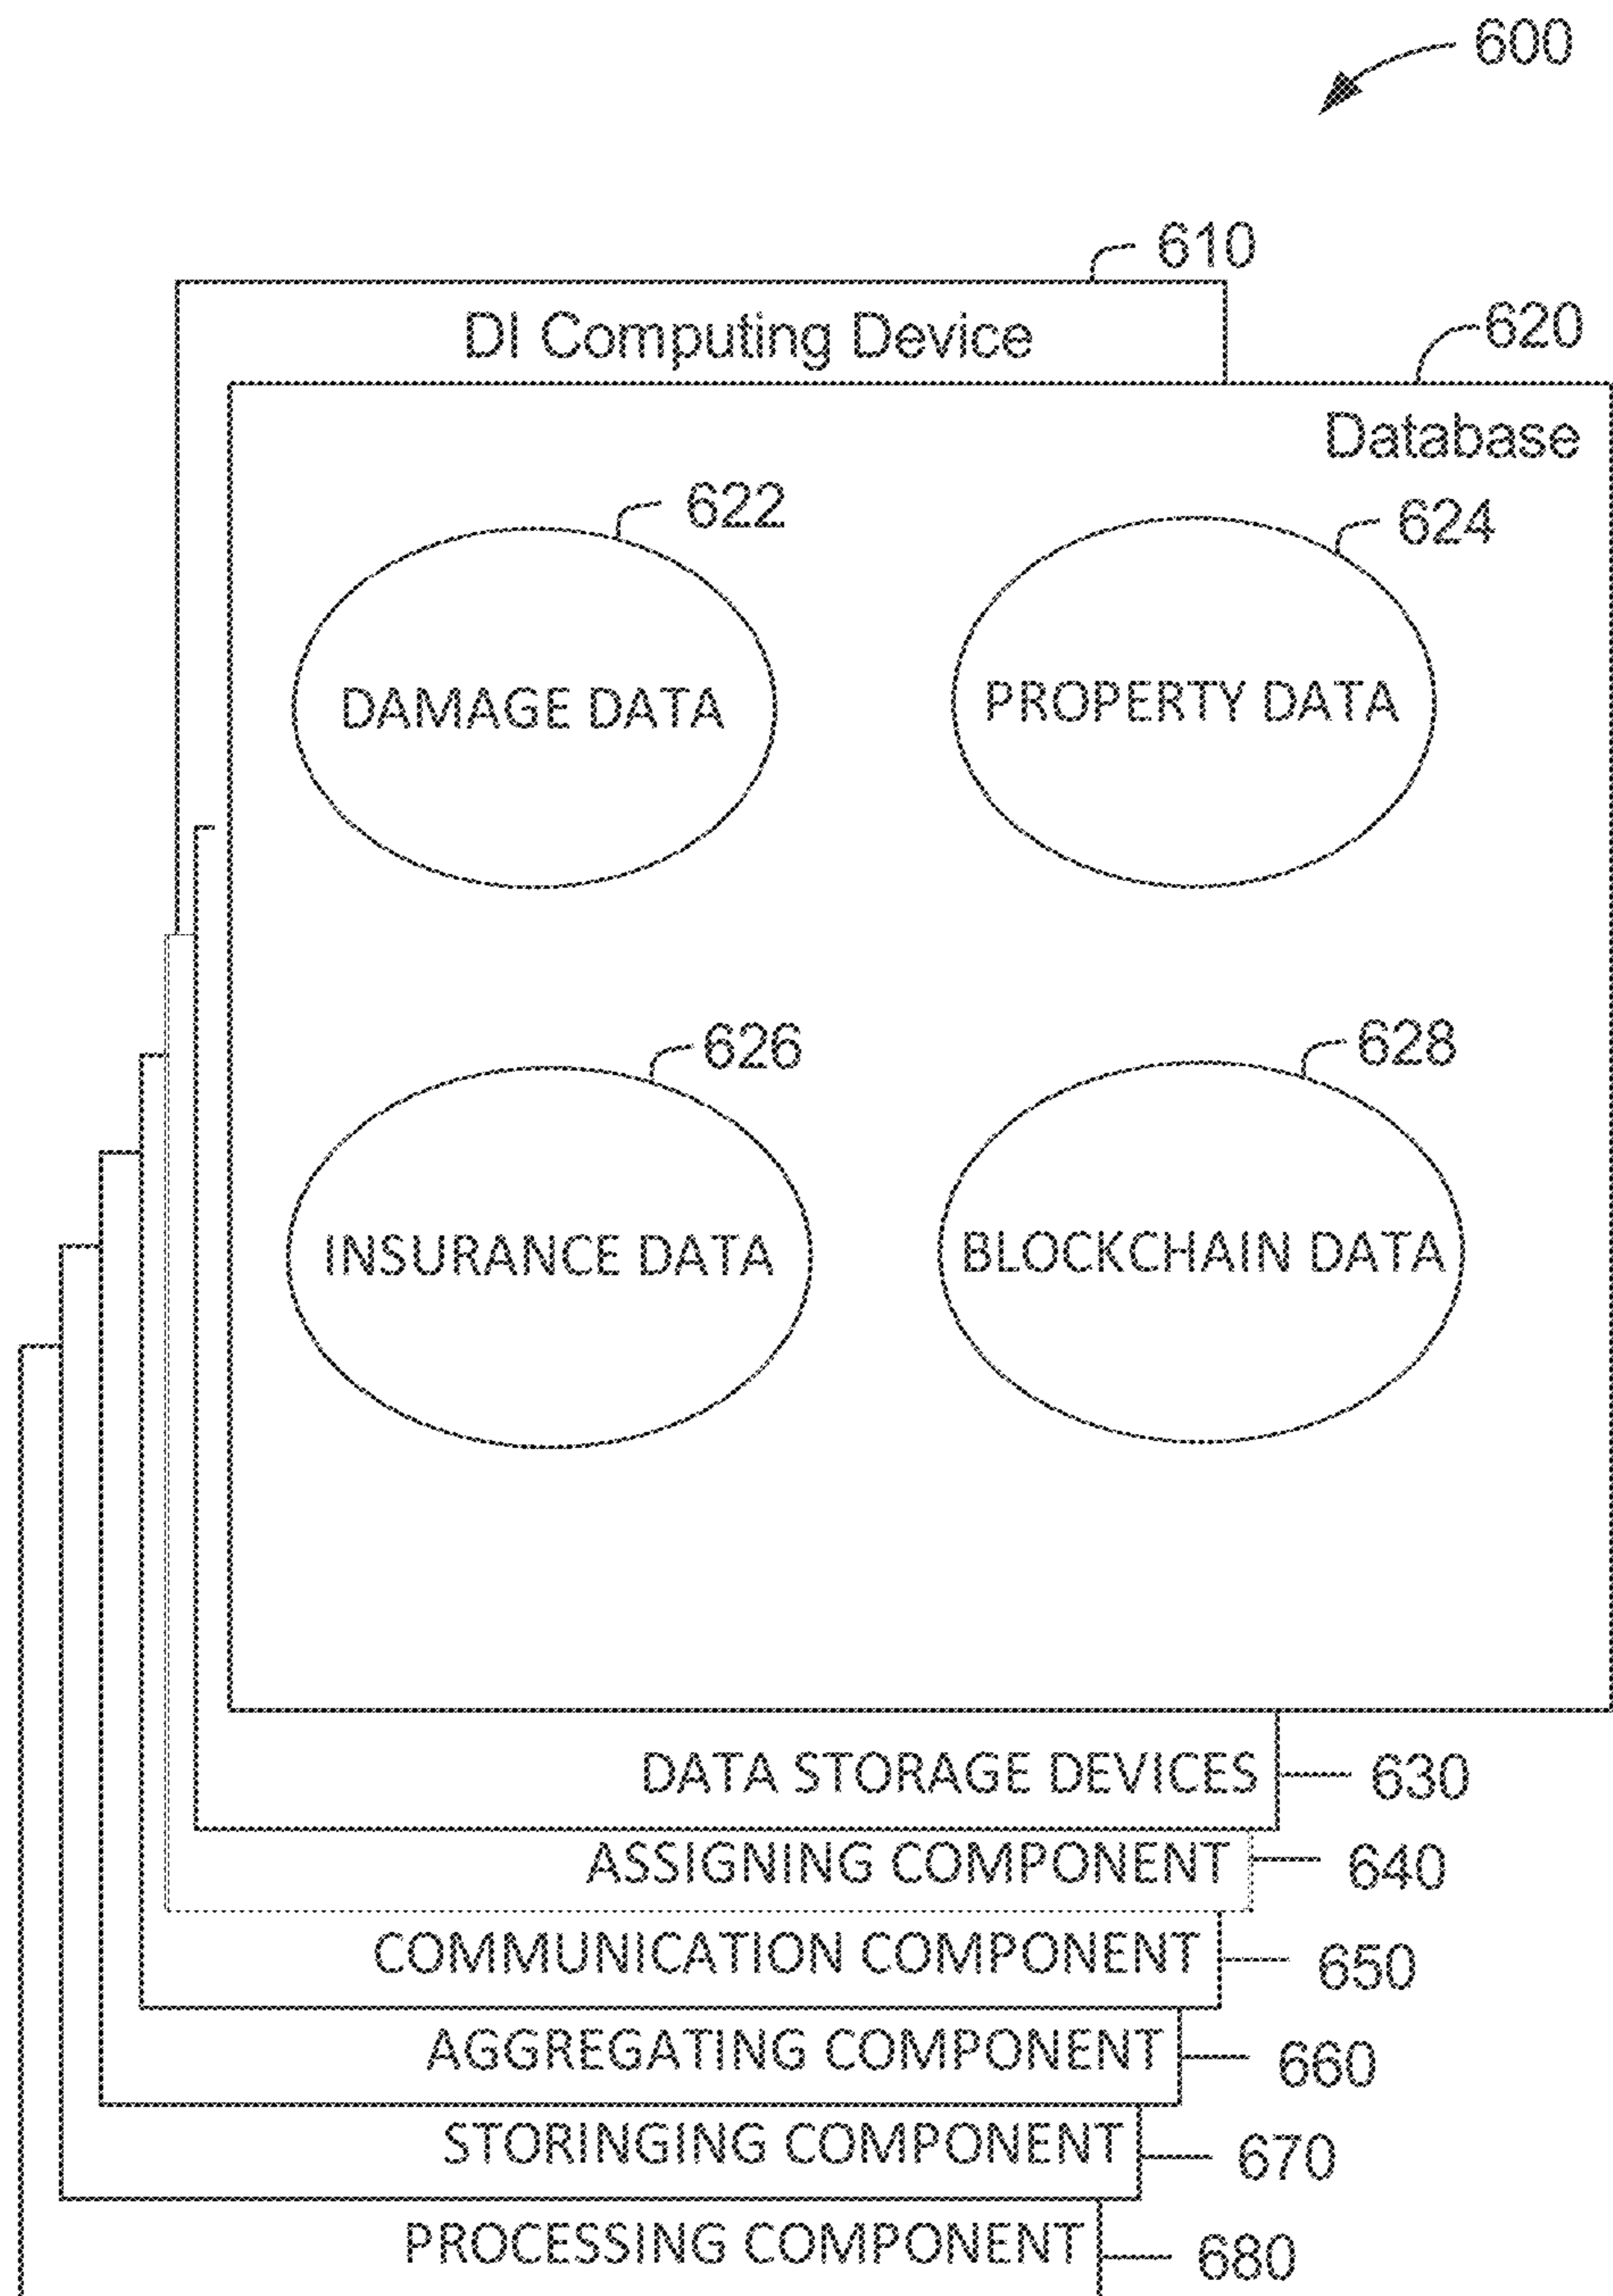 600
610
DI Computing Device
620
Database
622
624
DAMAGE DATA
PROPERTY DATA
626
628
INSURANCE DATA
BLOCKCHAIN DATA
DATA STORAGE DEVICES
630
ASSIGNING COMPONENT
640
COMMUNICATION COMPONENT
650
AGGREGATING COMPONENT
660
STORINGING COMPONENT
670
PROCESSING COMPONENT
680